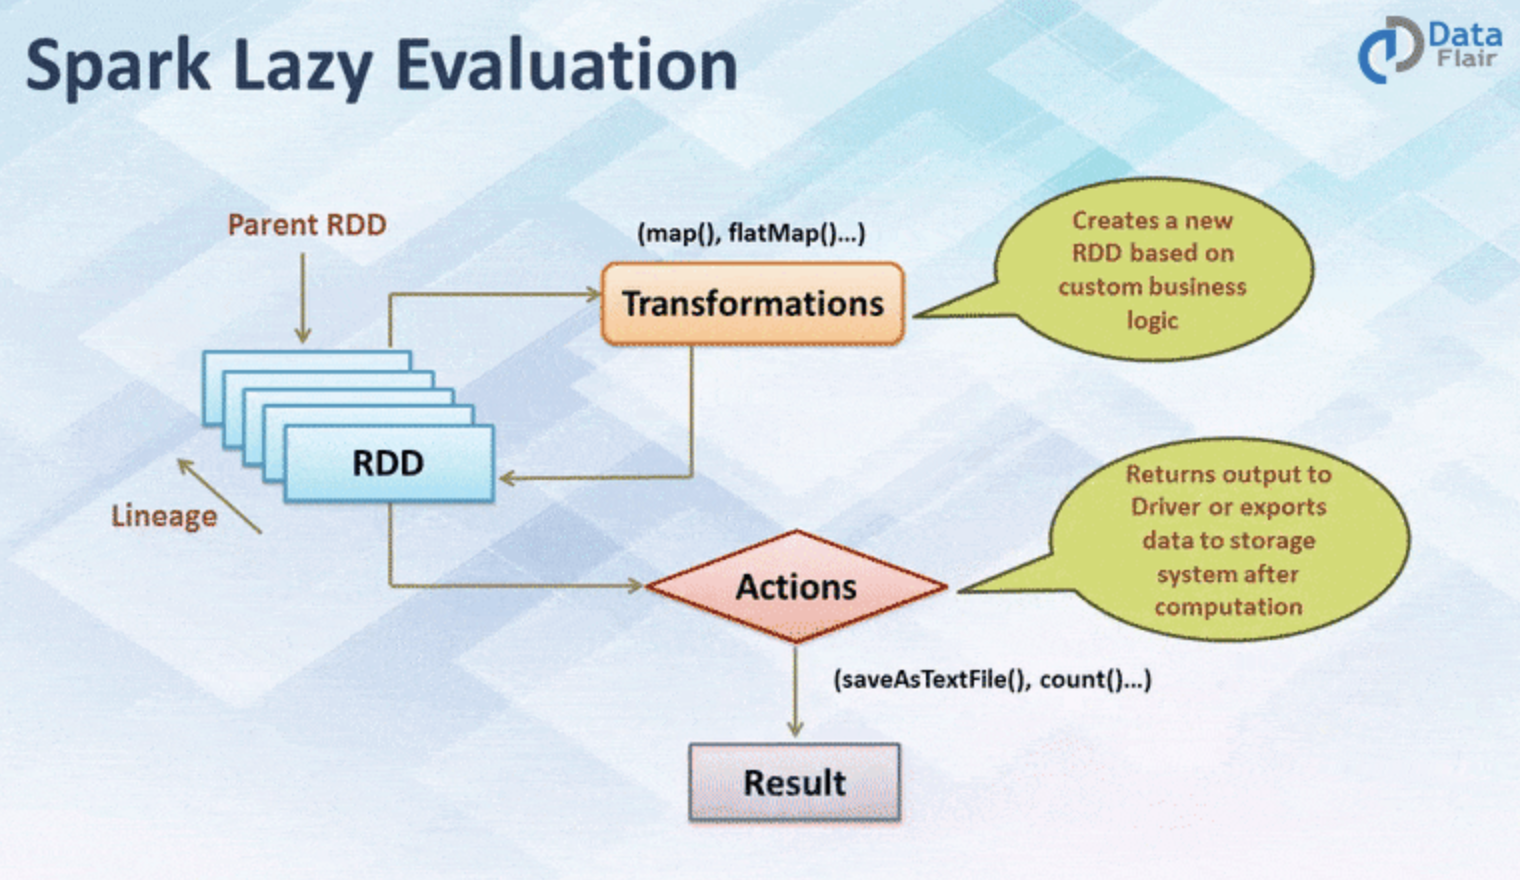 Spark Lazy Evaluation
Data
Flair
Parent RDD
(map(), flatMap()...)
Transformations
Creates a new
RDD based on
custom business
logic
RDD
Lineage
Actions
Returns output to
Driver or exports
data to storage
system after
computation
(saveAsTextFile(), count()...)
Result